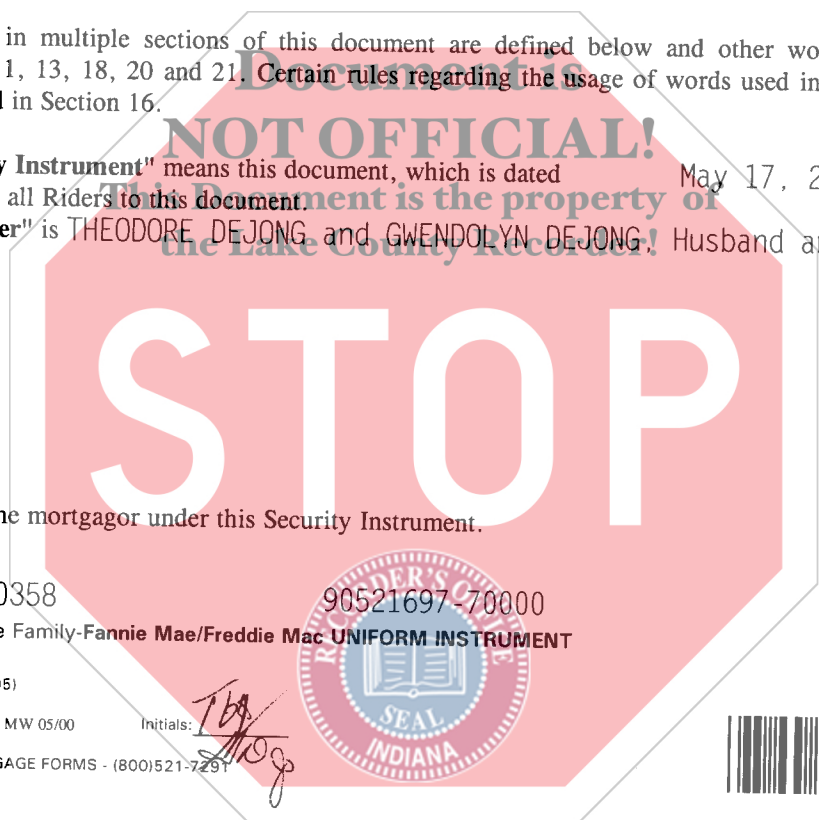 in multiple sections of this document are defined below and other wo
1, 13, 18, 20 and 21. Certain rules regarding the usage of words used in
in Section 16.
Document is
NOT OFFICIAL!
This Document is the property of
the Lake County Recorder!
y Instrument" means this document, which is dated May 17, 2
all Riders to this document.
er" is THEODORE DEJONG and GWENDOLYN DEJONG, Husband a
STOP
ne mortgagor under this Security Instrument.
0358 90521697-70000
e Family-Fannie Mae/Freddie Mac UNIFORM INSTRUMENT
05)
MW 05/00 Initials:
GAGE FORMS - (800)521-7291
RECORDER'S OFFICE
SEAL
INDIANA